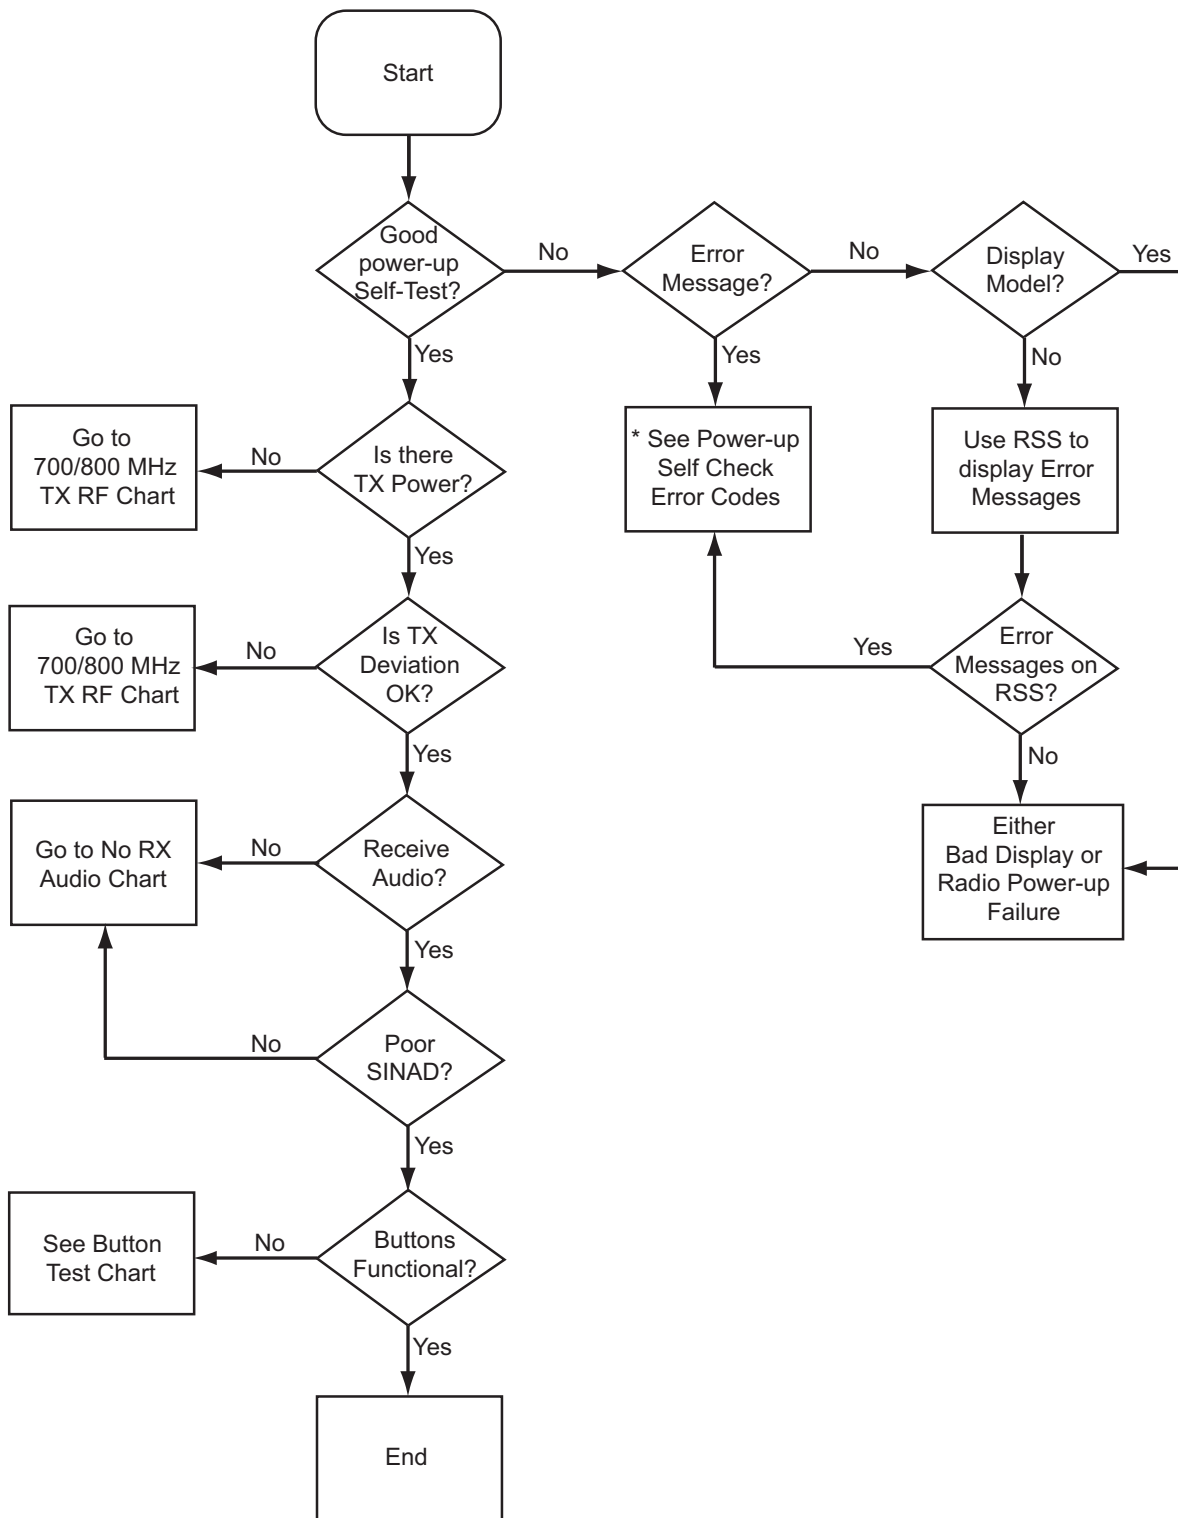 Start
Good
power-up
Self-Test?
No
Error
Message?
No
Display
Model?
Yes
Yes
Yes
No
Go to
700/800 MHz
TX RF Chart
No
Is there
TX Power?
* See Power-up
Self Check
Error Codes
Use RSS to
display Error
Messages
Yes
Go to
700/800 MHz
TX RF Chart
No
Is TX
Deviation
OK?
Yes
Error
Messages on
RSS?
Yes
No
Go to No RX
Audio Chart
No
Receive
Audio?
Either
Bad Display or
Radio Power-up
Failure
Yes
No
Poor
SINAD?
Yes
See Button
Test Chart
No
Buttons
Functional?
Yes
End